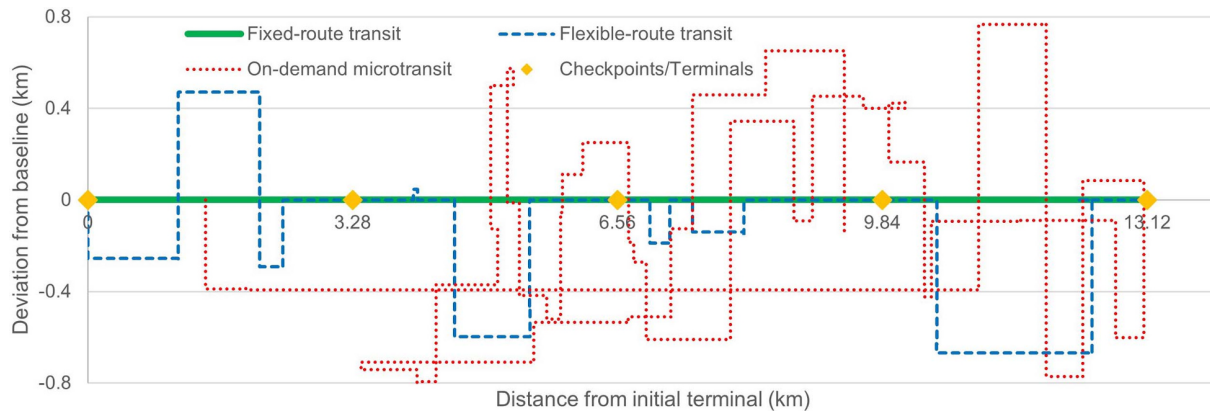 0.8
Fixed-route transit
Flexible-route transit
On-demand microtransit
Checkpoints/Terminals
0.4
0
0
3.28
6.56
9.84
13.12
-0.4
-0.8
Deviation from baseline (km)
Distance from initial terminal (km)